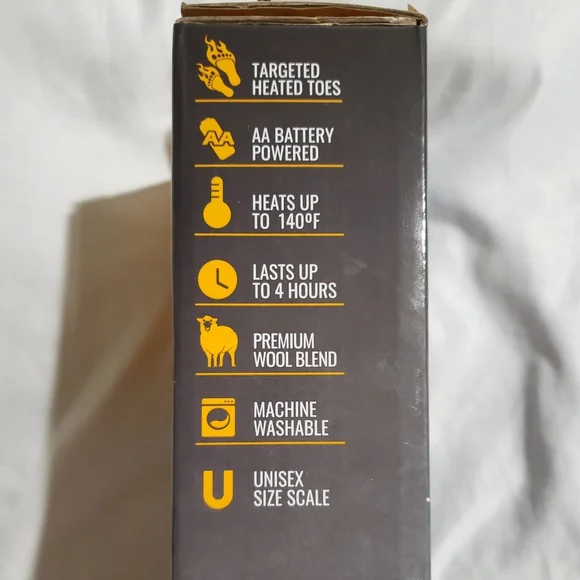 TARGETED
HEATED TOES
AA
AA BATTERY
POWERED
HEATS UP
TO 140ºF
LASTS UP
TO 4 HOURS
PREMIUM
WOOL BLEND
MACHINE
WASHABLE
U
UNISEX
SIZE SCALE